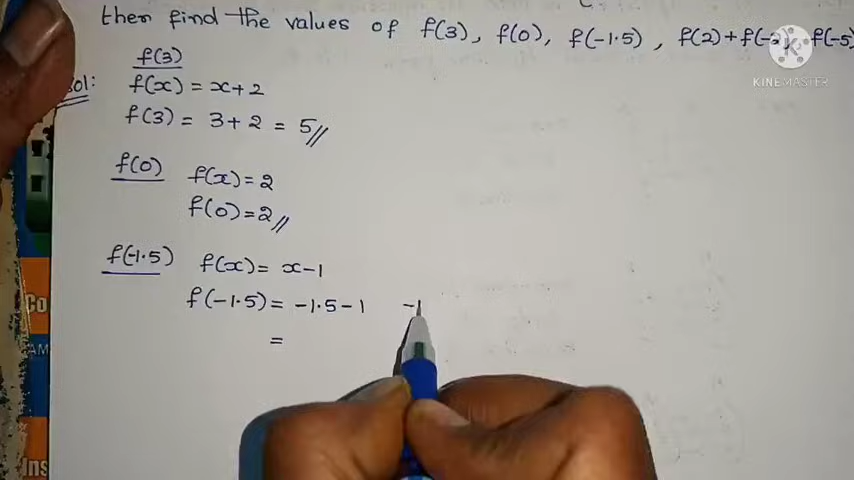 then find the values of f(3), f(0), f(-1.5), f(2)+f(-2), f(-5)
KINEMASTER
f(3)
sol: f(x) = x+2
f(3) = 3+2 = 5//
f(0) f(x) = 2
f(0) = 2//
f(-1.5) f(x) = x-1
f(-1.5) = -1.5-1 -1
=